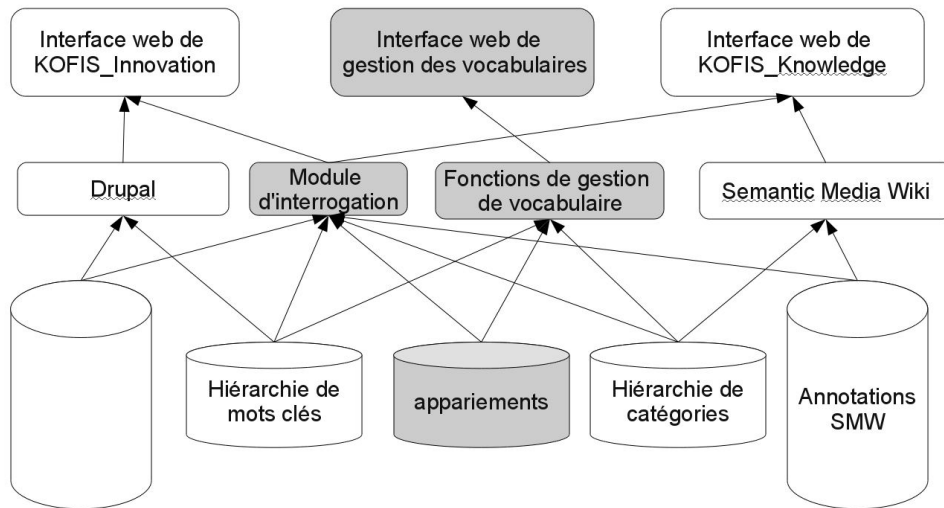 Interface web de
KOFIS_Innovation
Interface web de
gestion des vocabulaires
Interface web de
KOFIS_Knowledge
Drupal
Module
d'interrogation
Fonctions de gestion
de vocabulaire
Semantic Media Wiki
Hiérarchie de
mots clés
appariements
Hiérarchie de
catégories
Annotations
SMW